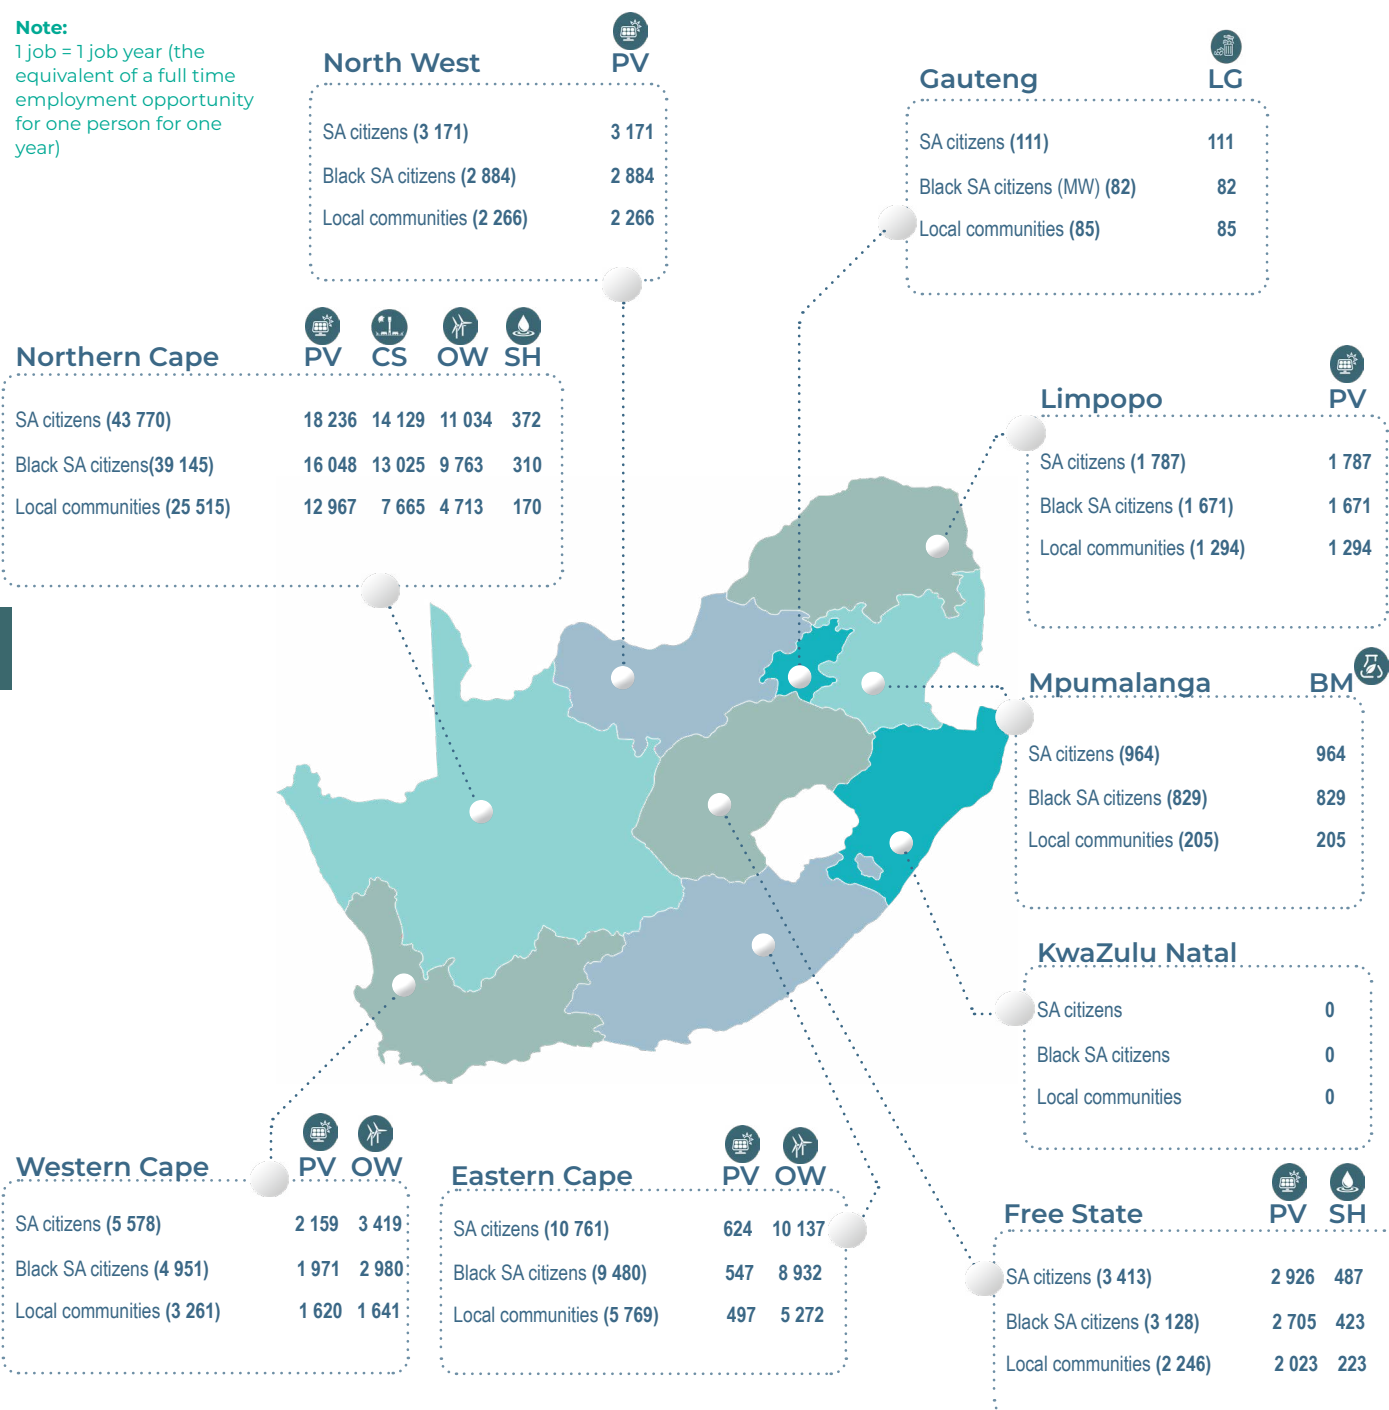 Note:
1 job = 1 job year (the
equivalent of a full time
employment opportunity
for one person for one
year)
North West PV
SA citizens (3 171) 3 171
Black SA citizens (2 884) 2 884
Local communities (2 266) 2 266
Gauteng LG
SA citizens (111) 111
Black SA citizens (MW) (82) 82
Local communities (85) 85
Northern Cape PV CS OW SH
SA citizens (43 770) 18 236 14 129 11 034 372
Black SA citizens(39 145) 16 048 13 025 9 763 310
Local communities (25 515) 12 967 7 665 4 713 170
Limpopo PV
SA citizens (1 787) 1 787
Black SA citizens (1 671) 1 671
Local communities (1 294) 1 294
Mpumalanga BM
SA citizens (964) 964
Black SA citizens (829) 829
Local communities (205) 205
KwaZulu Natal
SA citizens 0
Black SA citizens 0
Local communities 0
Western Cape PV OW
SA citizens (5 578) 2 159 3 419
Black SA citizens (4 951) 1 971 2 980
Local communities (3 261) 1 620 1 641
Eastern Cape PV OW
SA citizens (10 761) 624 10 137
Black SA citizens (9 480) 547 8 932
Local communities (5 769) 497 5 272
Free State PV SH
SA citizens (3 413) 2 926 487
Black SA citizens (3 128) 2 705 423
Local communities (2 246) 2 023 223